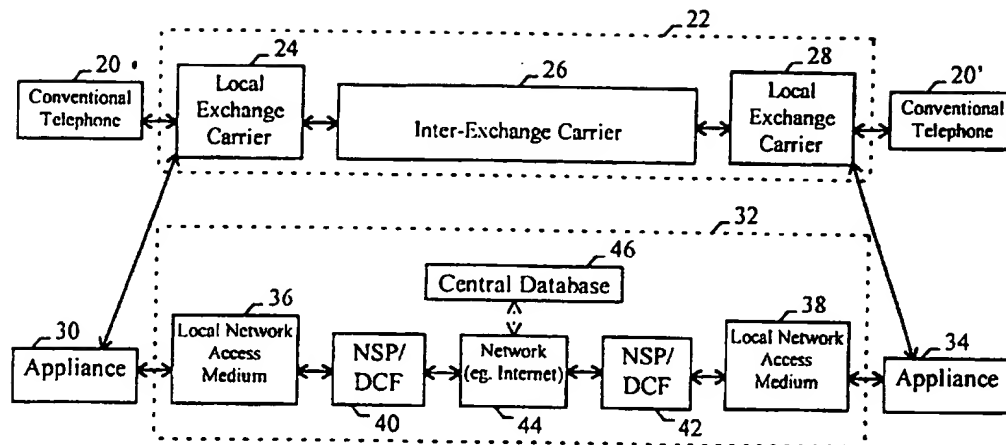 22
20
24
26
28
20'
Conventional
Telephone
Local
Exchange
Carrier
Inter-Exchange Carrier
Local
Exchange
Carrier
Conventional
Telephone
32
46
Central Database
36
38
30
34
Appliance
Local Network
Access
Medium
NSP/
DCF
Network
(eg. Internet)
NSP/
DCF
Local Network
Access
Medium
Appliance
40
44
42